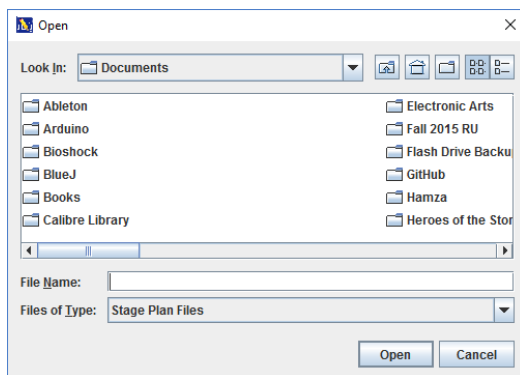 Open
Look In: Documents
Ableton
Arduino
Bioshock
BlueJ
Books
Calibre Library
Electronic Arts
Fall 2015 RU
Flash Drive Backu
GitHub
Hamza
Heroes of the Stor
File Name:
Files of Type: Stage Plan Files
Open Cancel